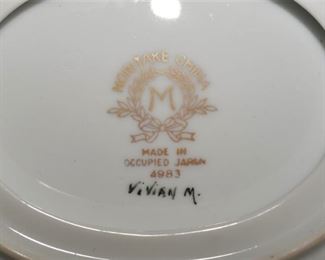 NORITAKE CHINA
M
MADE IN
OCCUPIED JAPAN
4983
ViViAN M.